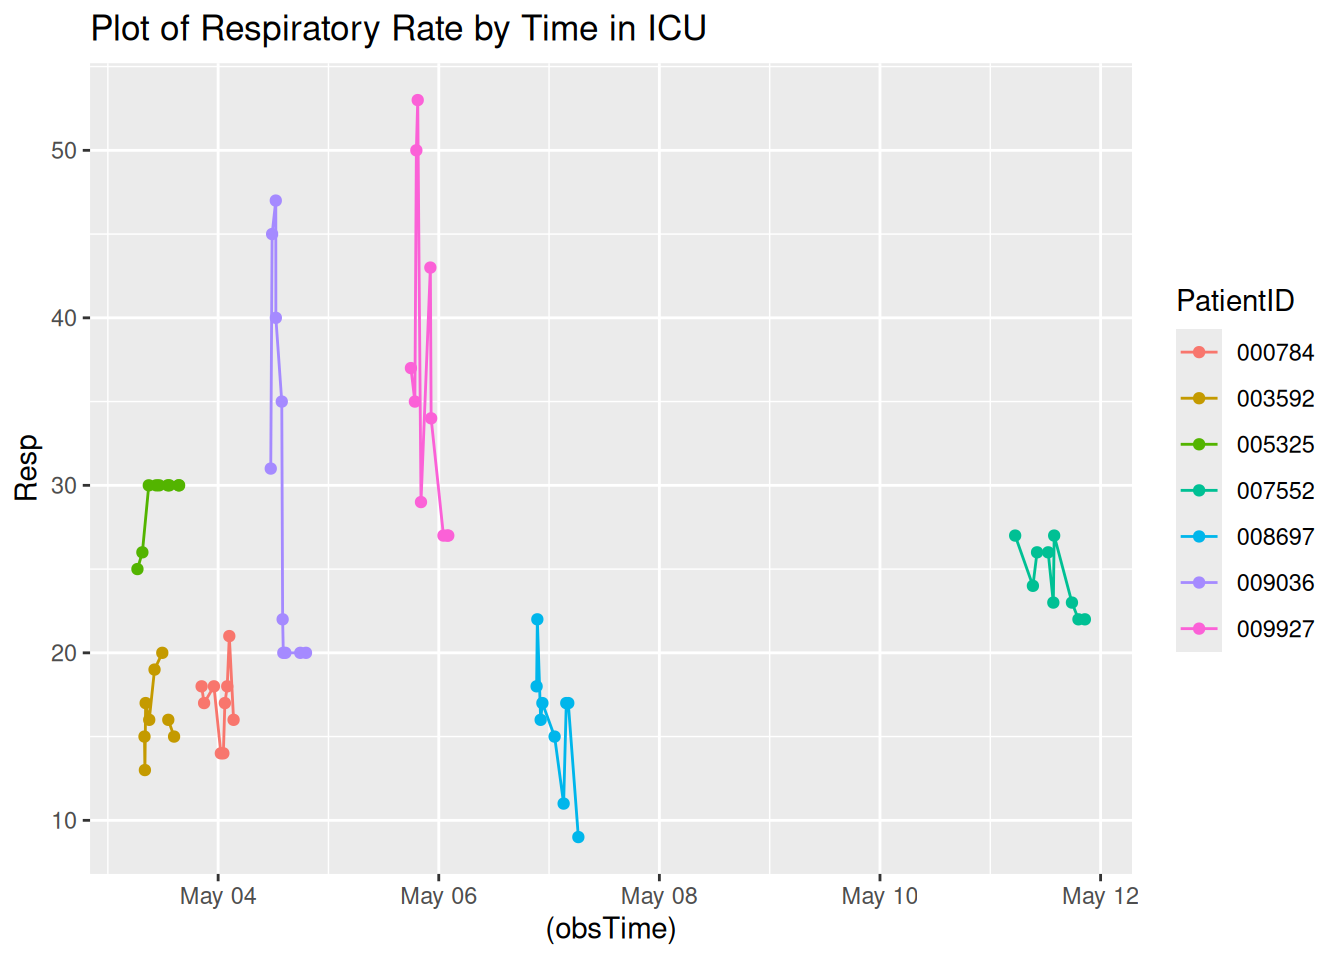 Plot of Respiratory Rate by Time in ICU
50
40
30
20
10
Resp
May 04
May 06
May 08
May 10
May 12
(obsTime)
PatientID
000784
003592
005325
007552
008697
009036
009927